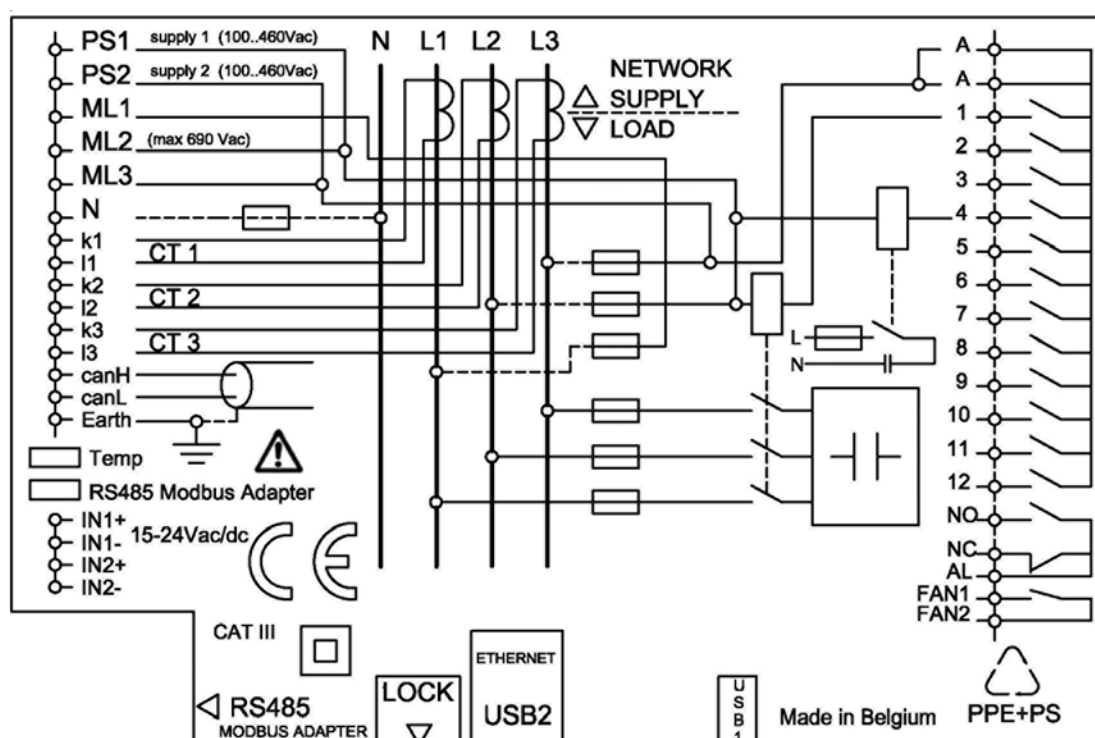 PS1 supply 1 (100..460Vac)
PS2 supply 2 (100..460Vac)
ML1
ML2 (max 690 Vac)
ML3
N
k1
l1 CT 1
k2
l2 CT 2
k3
l3 CT 3
canH
canL
Earth
Temp
RS485 Modbus Adapter
IN1+
IN1- 15-24Vac/dc
IN2+
IN2-
N L1 L2 L3
NETWORK
SUPPLY
LOAD
L
N
A
A
1
2
3
4
5
6
7
8
9
10
11
12
NO
NC
AL
FAN1
FAN2
CE
CAT III
RS485
MODBUS ADAPTER
LOCK
ETHERNET
USB2
USB1
Made in Belgium
PPE+PS